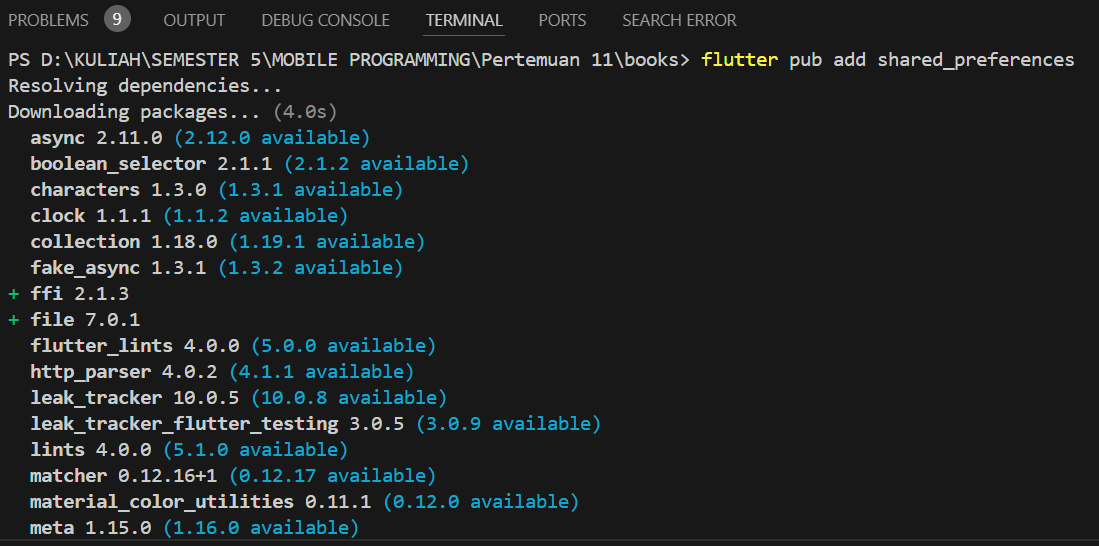 PROBLEMS 9 OUTPUT DEBUG CONSOLE TERMINAL PORTS SEARCH ERROR
PS D:\KULIAH\SEMESTER 5\MOBILE PROGRAMMING\Pertemuan 11\books> flutter pub add shared_preferences
Resolving dependencies...
Downloading packages... (4.0s)
  async 2.11.0 (2.12.0 available)
  boolean_selector 2.1.1 (2.1.2 available)
  characters 1.3.0 (1.3.1 available)
  clock 1.1.1 (1.1.2 available)
  collection 1.18.0 (1.19.1 available)
  fake_async 1.3.1 (1.3.2 available)
+ ffi 2.1.3
+ file 7.0.1
  flutter_lints 4.0.0 (5.0.0 available)
  http_parser 4.0.2 (4.1.1 available)
  leak_tracker 10.0.5 (10.0.8 available)
  leak_tracker_flutter_testing 3.0.5 (3.0.9 available)
  lints 4.0.0 (5.1.0 available)
  matcher 0.12.16+1 (0.12.17 available)
  material_color_utilities 0.11.1 (0.12.0 available)
  meta 1.15.0 (1.16.0 available)